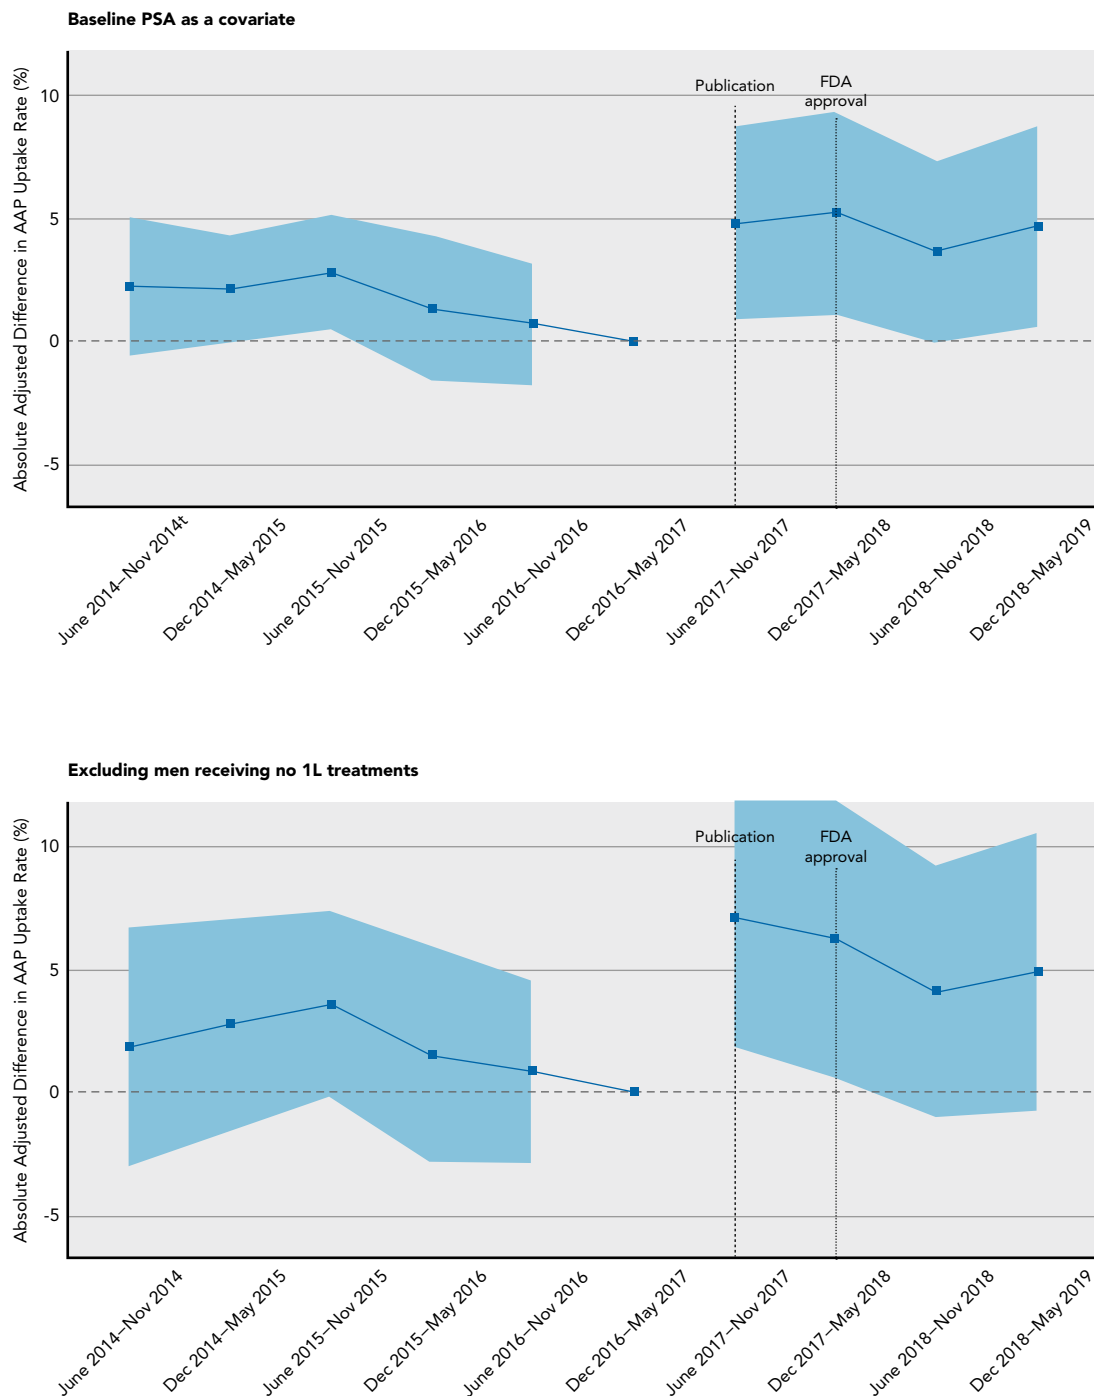 Baseline PSA as a covariate
Absolute Adjusted Difference in AAP Uptake Rate (%)
10
5
0
-5
Publication
FDA
approval
June 2014–Nov 2014t
Dec 2014–May 2015
June 2015–Nov 2015
Dec 2015–May 2016
June 2016–Nov 2016
Dec 2016–May 2017
June 2017–Nov 2017
Dec 2017–May 2018
June 2018–Nov 2018
Dec 2018–May 2019
Excluding men receiving no 1L treatments
Absolute Adjusted Difference in AAP Uptake Rate (%)
10
5
0
-5
Publication
FDA
approval
June 2014–Nov 2014
Dec 2014–May 2015
June 2015–Nov 2015
Dec 2015–May 2016
June 2016–Nov 2016
Dec 2016–May 2017
June 2017–Nov 2017
Dec 2017–May 2018
June 2018–Nov 2018
Dec 2018–May 2019